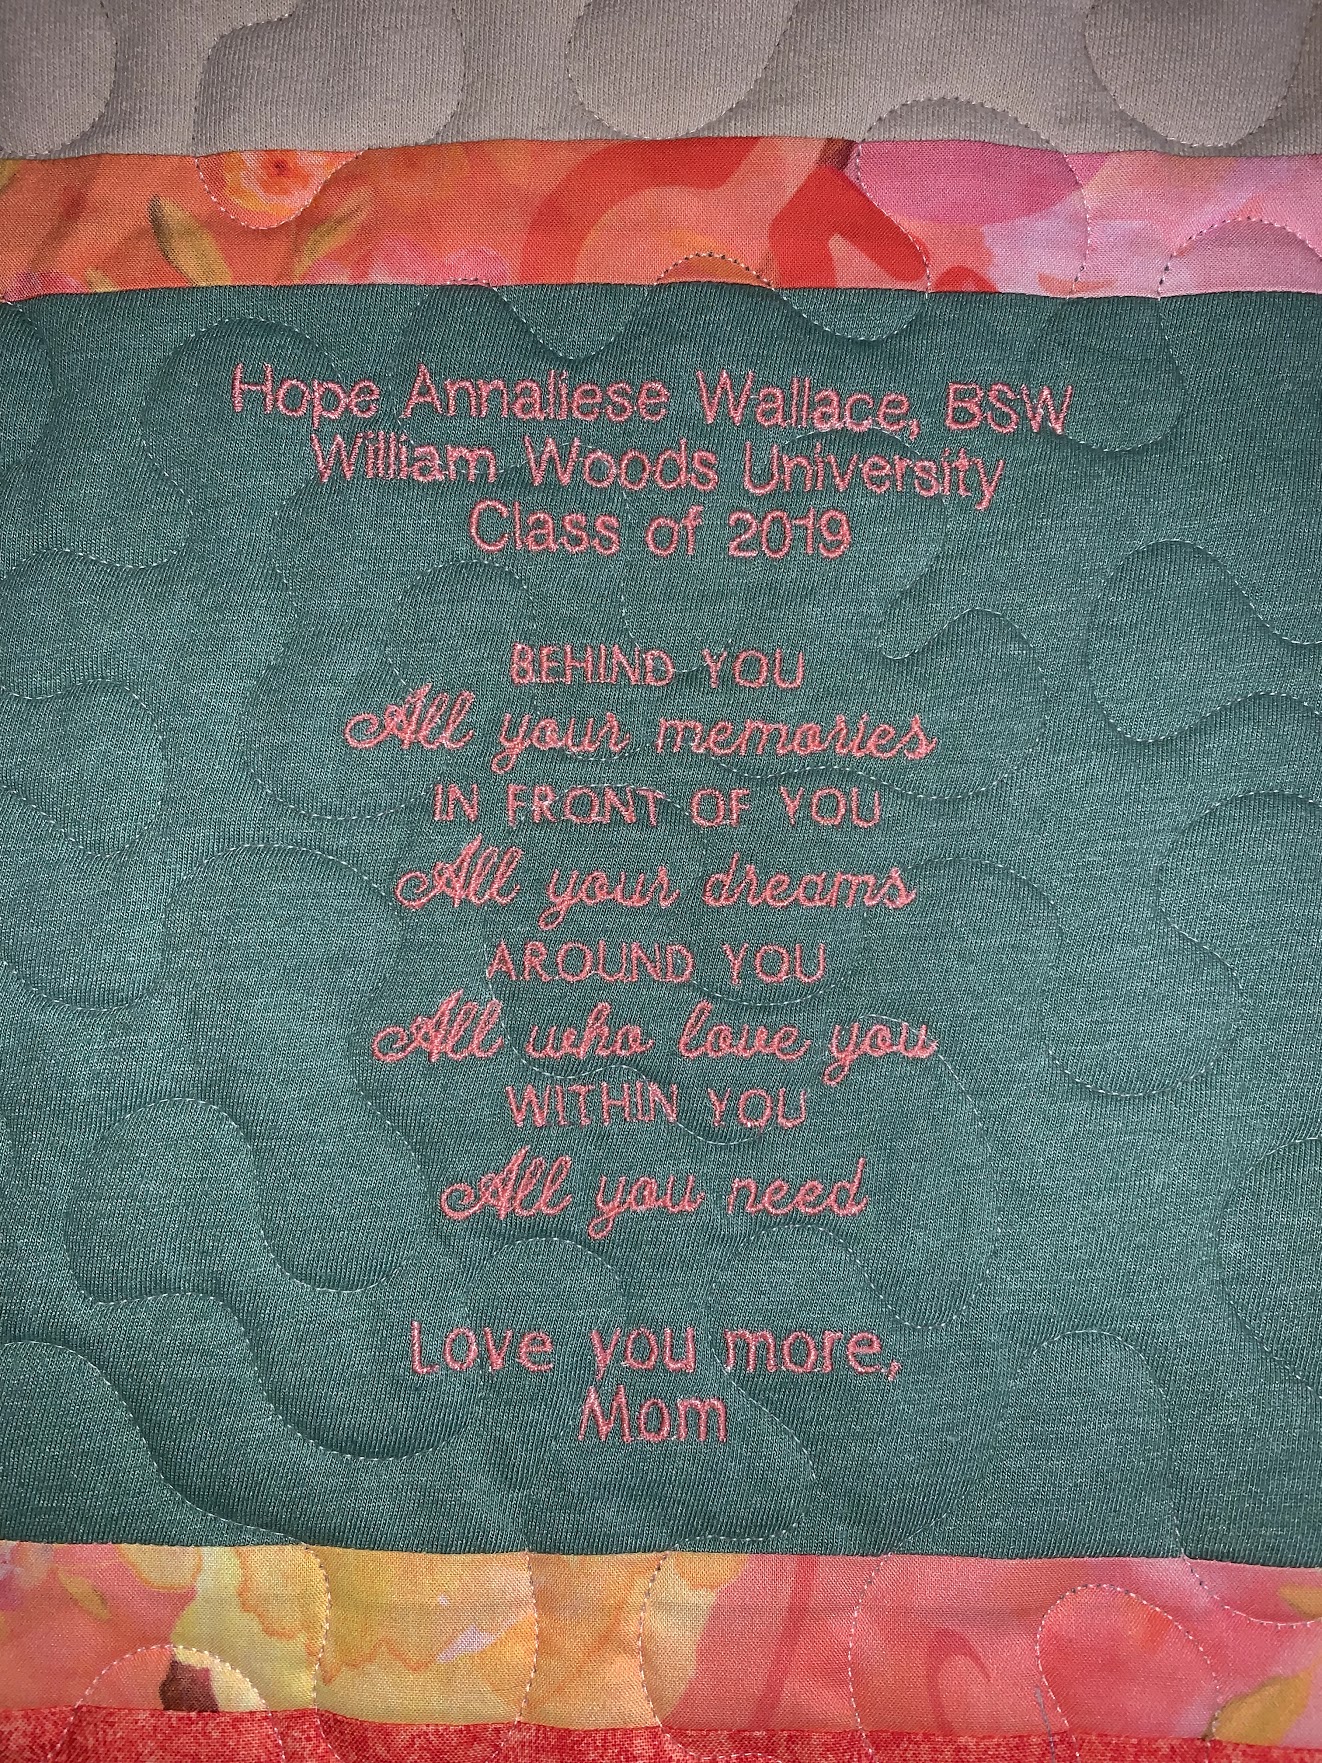 Hope Annaliese Wallace, BSW
William Woods University
Class of 2019
BEHIND YOU
All your memories
IN FRONT OF YOU
All your dreams
AROUND YOU
All who love you
WITHIN YOU
All you need
Love you more,
Mom